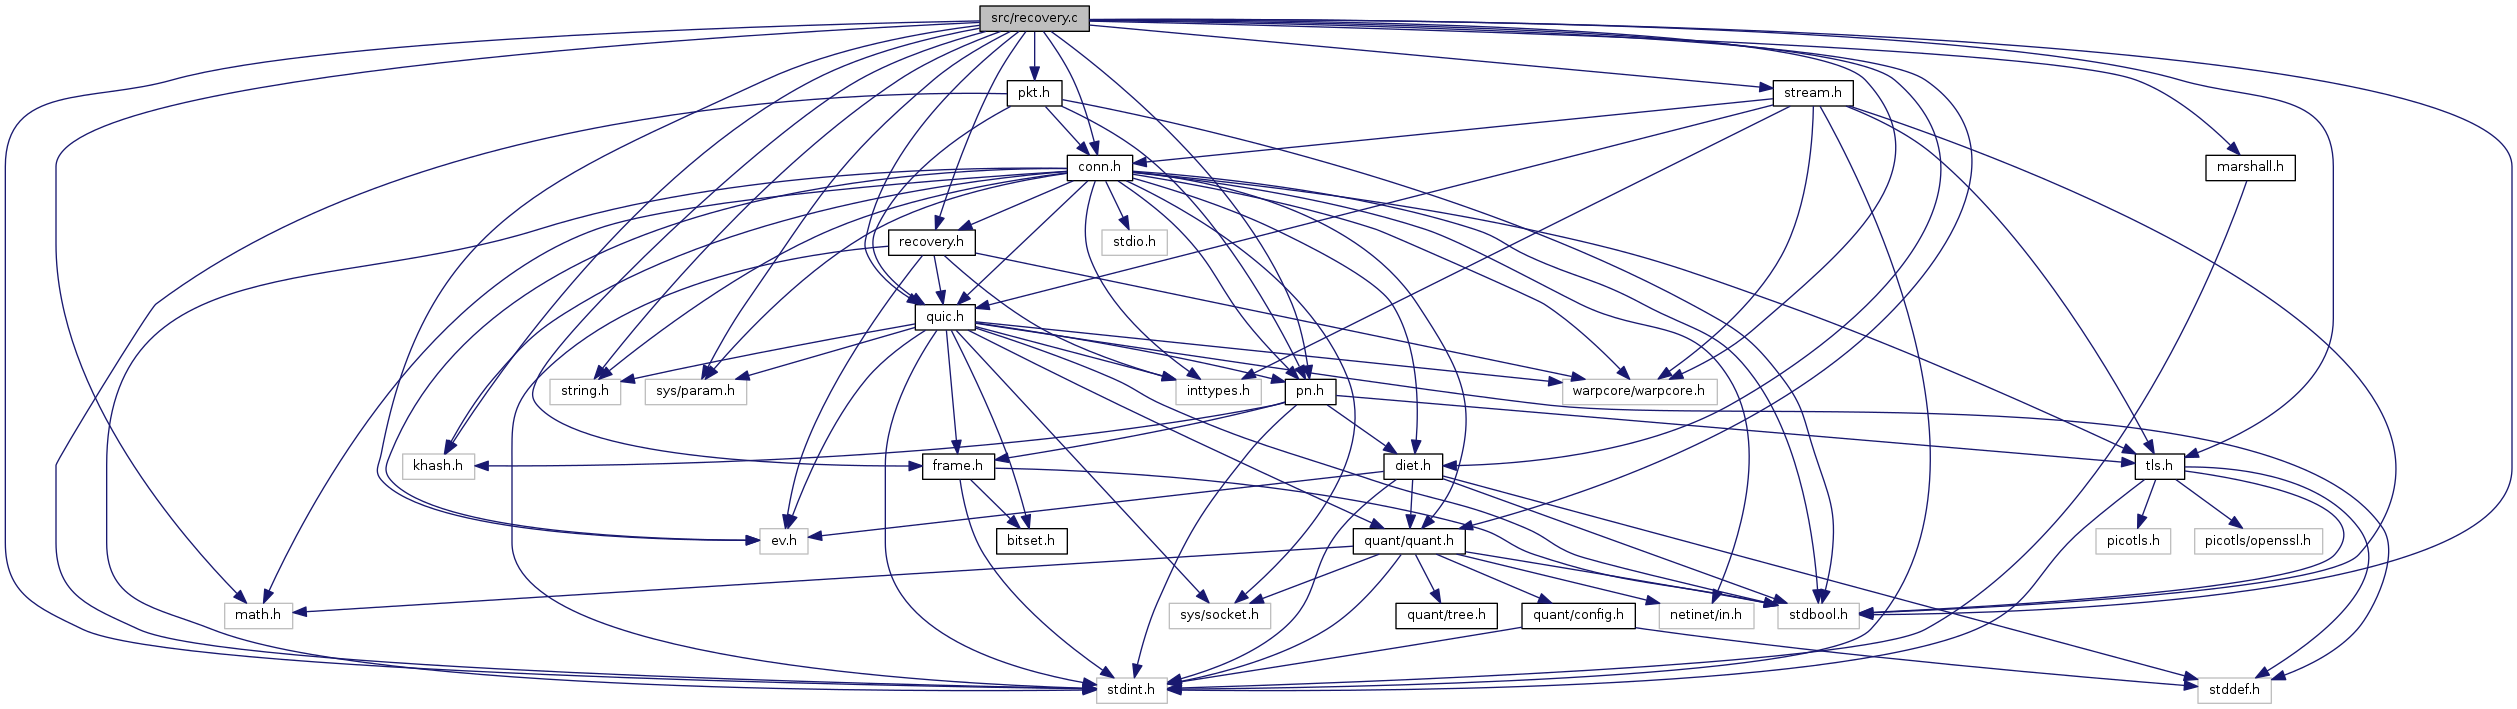 src/recovery.c
pkt.h
stream.h
conn.h
marshall.h
recovery.h
stdio.h
quic.h
string.h
sys/param.h
inttypes.h
pn.h
warpcore/warpcore.h
khash.h
frame.h
diet.h
tls.h
ev.h
bitset.h
quant/quant.h
picotls.h
picotls/openssl.h
math.h
sys/socket.h
quant/tree.h
quant/config.h
netinet/in.h
stdbool.h
stdint.h
stddef.h